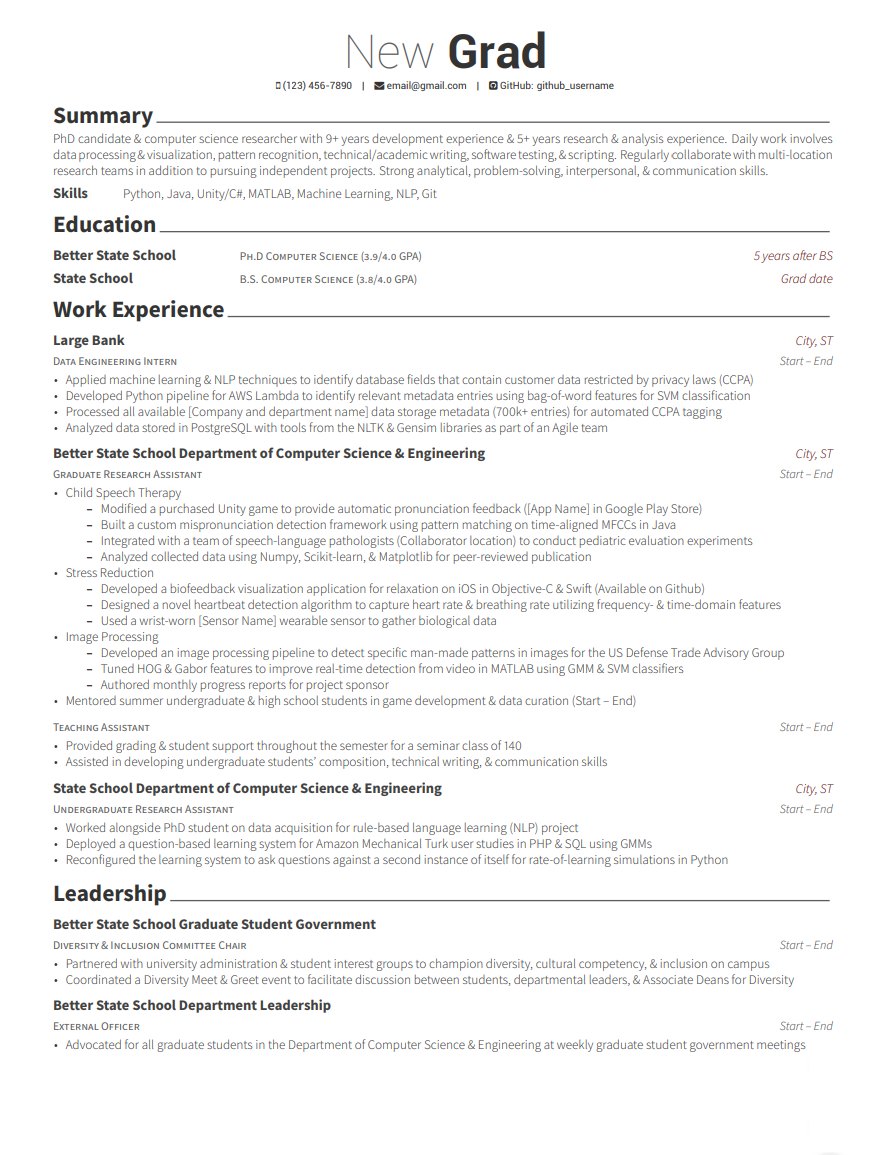 New Grad
(123) 456-7890 | email@gmail.com | GitHub: github_username
Summary
PhD candidate & computer science researcher with 9+ years development experience & 5+ years research & analysis experience. Daily work involves
data processing & visualization, pattern recognition, technical/academic writing, software testing, & scripting. Regularly collaborate with multi-location
research teams in addition to pursuing independent projects. Strong analytical, problem-solving, interpersonal, & communication skills.
Skills Python, Java, Unity/C#, MATLAB, Machine Learning, NLP, Git
Education
Better State School Ph.D Computer Science (3.9/4.0 GPA) 5 years after BS
State School B.S. Computer Science (3.8/4.0 GPA) Grad date
Work Experience
Large Bank City, ST
Data Engineering Intern Start – End
• Applied machine learning & NLP techniques to identify database fields that contain customer data restricted by privacy laws (CCPA)
• Developed Python pipeline for AWS Lambda to identify relevant metadata entries using bag-of-word features for SVM classification
• Processed all available [Company and department name] data storage metadata (700k+ entries) for automated CCPA tagging
• Analyzed data stored in PostgreSQL with tools from the NLTK & Gensim libraries as part of an Agile team
Better State School Department of Computer Science & Engineering City, ST
Graduate Research Assistant Start – End
• Child Speech Therapy
– Modified a purchased Unity game to provide automatic pronunciation feedback ([App Name] in Google Play Store)
– Built a custom mispronunciation detection framework using pattern matching on time-aligned MFCCs in Java
– Integrated with a team of speech-language pathologists (Collaborator location) to conduct pediatric evaluation experiments
– Analyzed collected data using Numpy, Scikit-learn, & Matplotlib for peer-reviewed publication
• Stress Reduction
– Developed a biofeedback visualization application for relaxation on iOS in Objective-C & Swift (Available on Github)
– Designed a novel heartbeat detection algorithm to capture heart rate & breathing rate utilizing frequency- & time-domain features
– Used a wrist-worn [Sensor Name] wearable sensor to gather biological data
• Image Processing
– Developed an image processing pipeline to detect specific man-made patterns in images for the US Defense Trade Advisory Group
– Tuned HOG & Gabor features to improve real-time detection from video in MATLAB using GMM & SVM classifiers
– Authored monthly progress reports for project sponsor
• Mentored summer undergraduate & high school students in game development & data curation (Start – End)
Teaching Assistant Start – End
• Provided grading & student support throughout the semester for a seminar class of 140
• Assisted in developing undergraduate students' composition, technical writing, & communication skills
State School Department of Computer Science & Engineering City, ST
Undergraduate Research Assistant Start – End
• Worked alongside PhD student on data acquisition for rule-based language learning (NLP) project
• Deployed a question-based learning system for Amazon Mechanical Turk user studies in PHP & SQL using GMMs
• Reconfigured the learning system to ask questions against a second instance of itself for rate-of-learning simulations in Python
Leadership
Better State School Graduate Student Government
Diversity & Inclusion Committee Chair Start – End
• Partnered with university administration & student interest groups to champion diversity, cultural competency, & inclusion on campus
• Coordinated a Diversity Meet & Greet event to facilitate discussion between students, departmental leaders, & Associate Deans for Diversity
Better State School Department Leadership
External Officer Start – End
• Advocated for all graduate students in the Department of Computer Science & Engineering at weekly graduate student government meetings